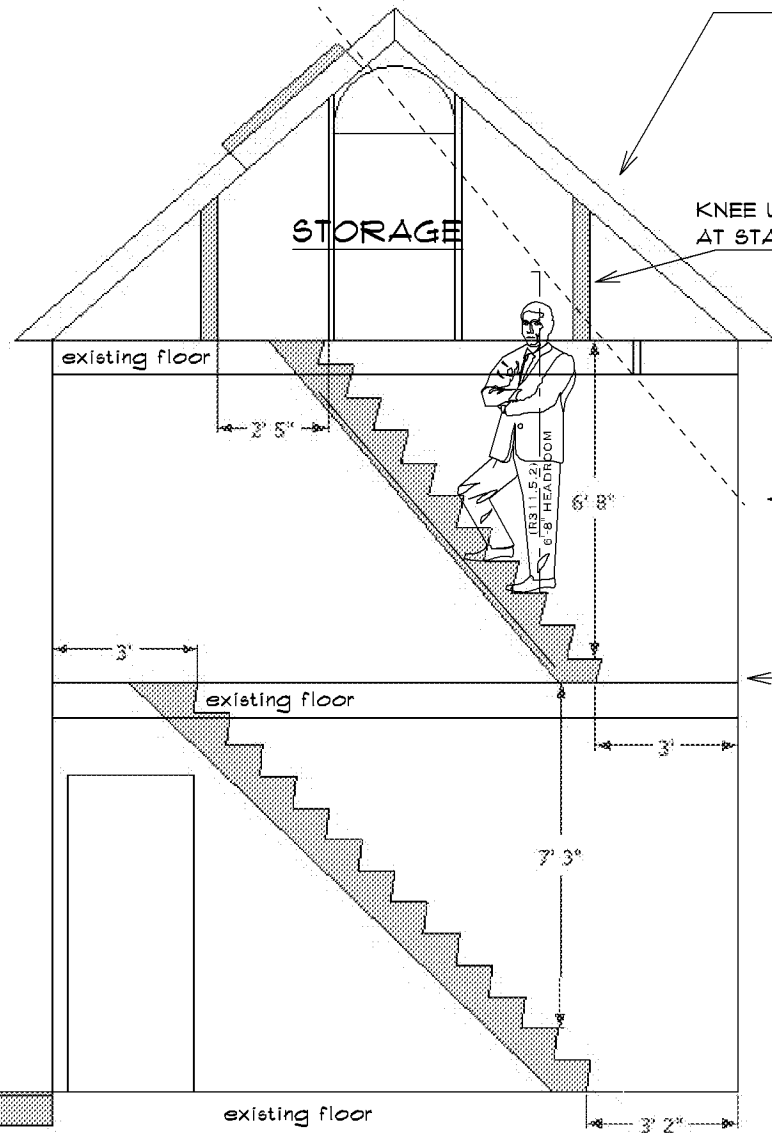 KNEE
AT STA
STORAGE
existing floor
2' 5"
(R311.5.2)
6'-8" HEADROOM
6' 8"
3'
existing floor
3'
7' 3"
existing floor
3' 2"